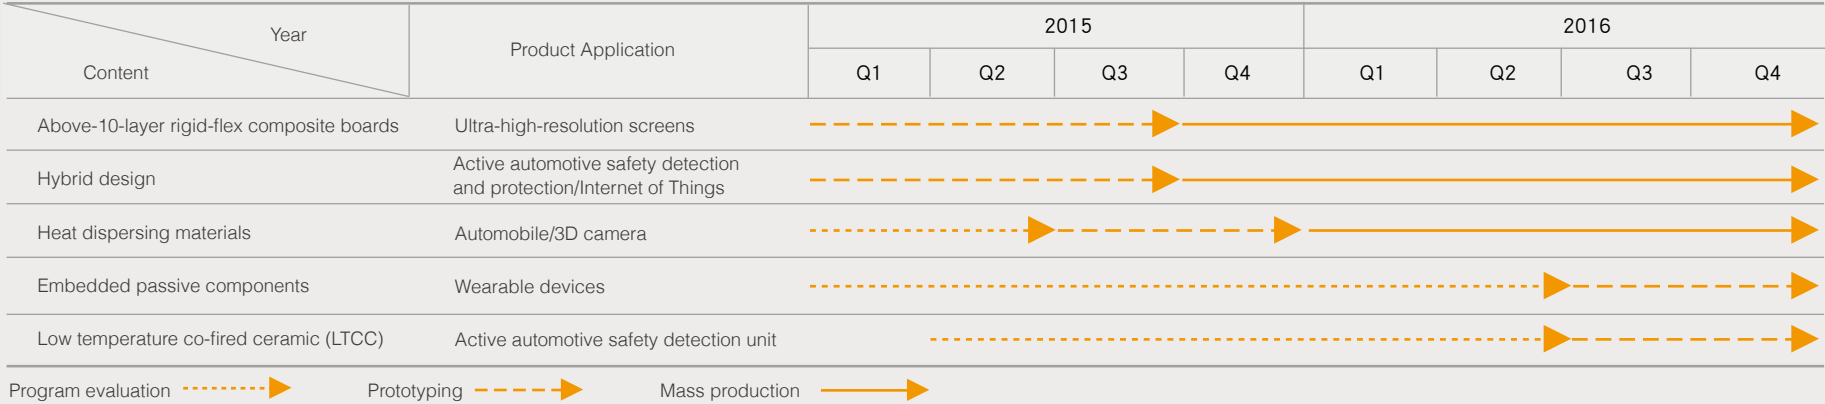 Year
Content
Product Application
2015
2016
Q1 Q2 Q3 Q4 Q1 Q2 Q3 Q4
Above-10-layer rigid-flex composite boards Ultra-high-resolution screens
Hybrid design Active automotive safety detection
and protection/Internet of Things
Heat dispersing materials Automobile/3D camera
Embedded passive components Wearable devices
Low temperature co-fired ceramic (LTCC) Active automotive safety detection unit
Program evaluation Prototyping Mass production